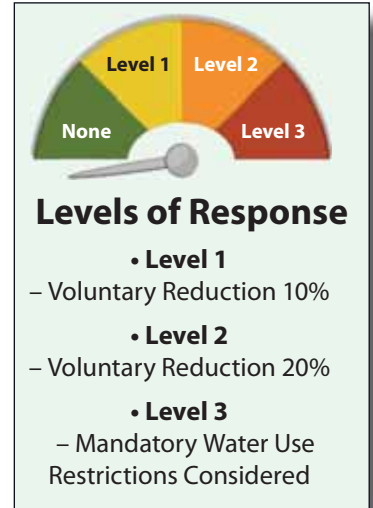 Level 1 Level 2
None Level 3
Levels of Response
• Level 1
– Voluntary Reduction 10%
• Level 2
– Voluntary Reduction 20%
• Level 3
– Mandatory Water Use
Restrictions Considered